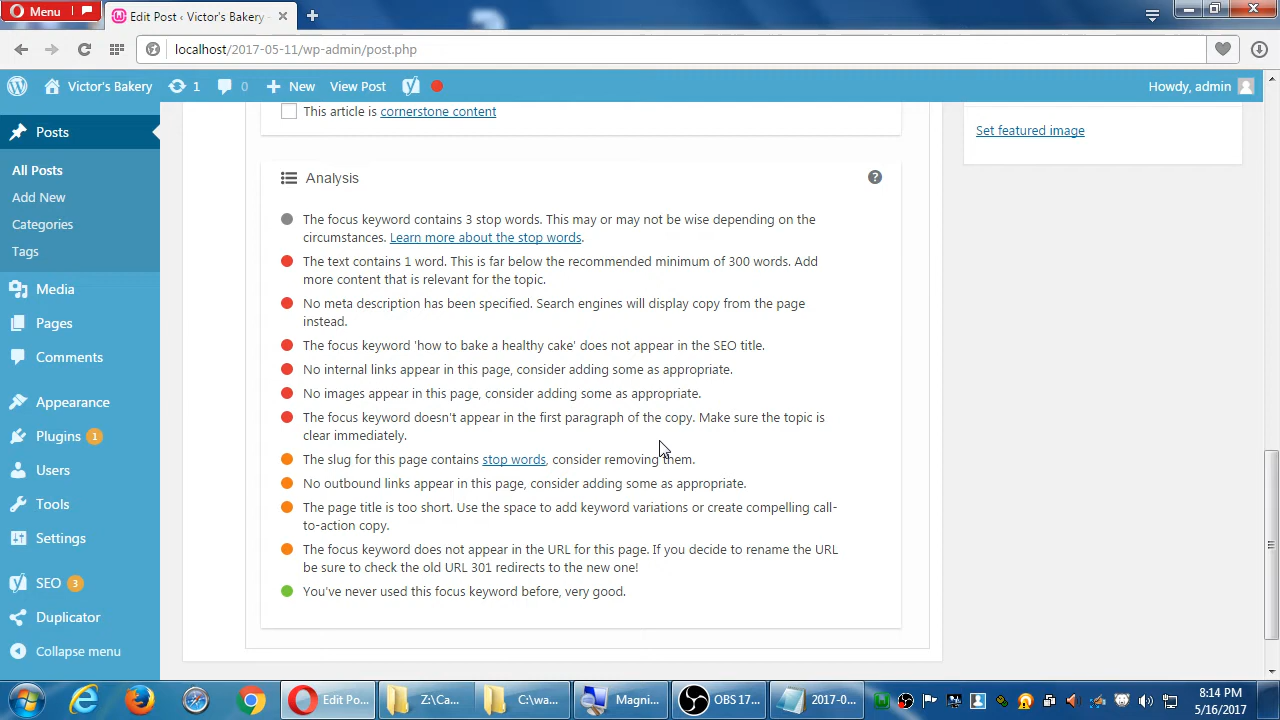 Menu
Edit Post ‹ Victor's Bakery
localhost/2017-05-11/wp-admin/post.php
Victor's Bakery 1 0 New View Post
Howdy, admin
Posts
All Posts
Add New
Categories
Tags
Media
Pages
Comments
Appearance
Plugins 1
Users
Tools
Settings
SEO 3
Duplicator
Collapse menu
This article is cornerstone content
Set featured image
Analysis
?
The focus keyword contains 3 stop words. This may or may not be wise depending on the
circumstances. Learn more about the stop words.
The text contains 1 word. This is far below the recommended minimum of 300 words. Add
more content that is relevant for the topic.
No meta description has been specified. Search engines will display copy from the page
instead.
The focus keyword 'how to bake a healthy cake' does not appear in the SEO title.
No internal links appear in this page, consider adding some as appropriate.
No images appear in this page, consider adding some as appropriate.
The focus keyword doesn't appear in the first paragraph of the copy. Make sure the topic is
clear immediately.
The slug for this page contains stop words, consider removing them.
No outbound links appear in this page, consider adding some as appropriate.
The page title is too short. Use the space to add keyword variations or create compelling call-
to-action copy.
The focus keyword does not appear in the URL for this page. If you decide to rename the URL
be sure to check the old URL 301 redirects to the new one!
You've never used this focus keyword before, very good.
Edit Po...
Z:\Ca...
C:\wa...
Magni...
OBS 17...
2017-0...
8:14 PM
5/16/2017